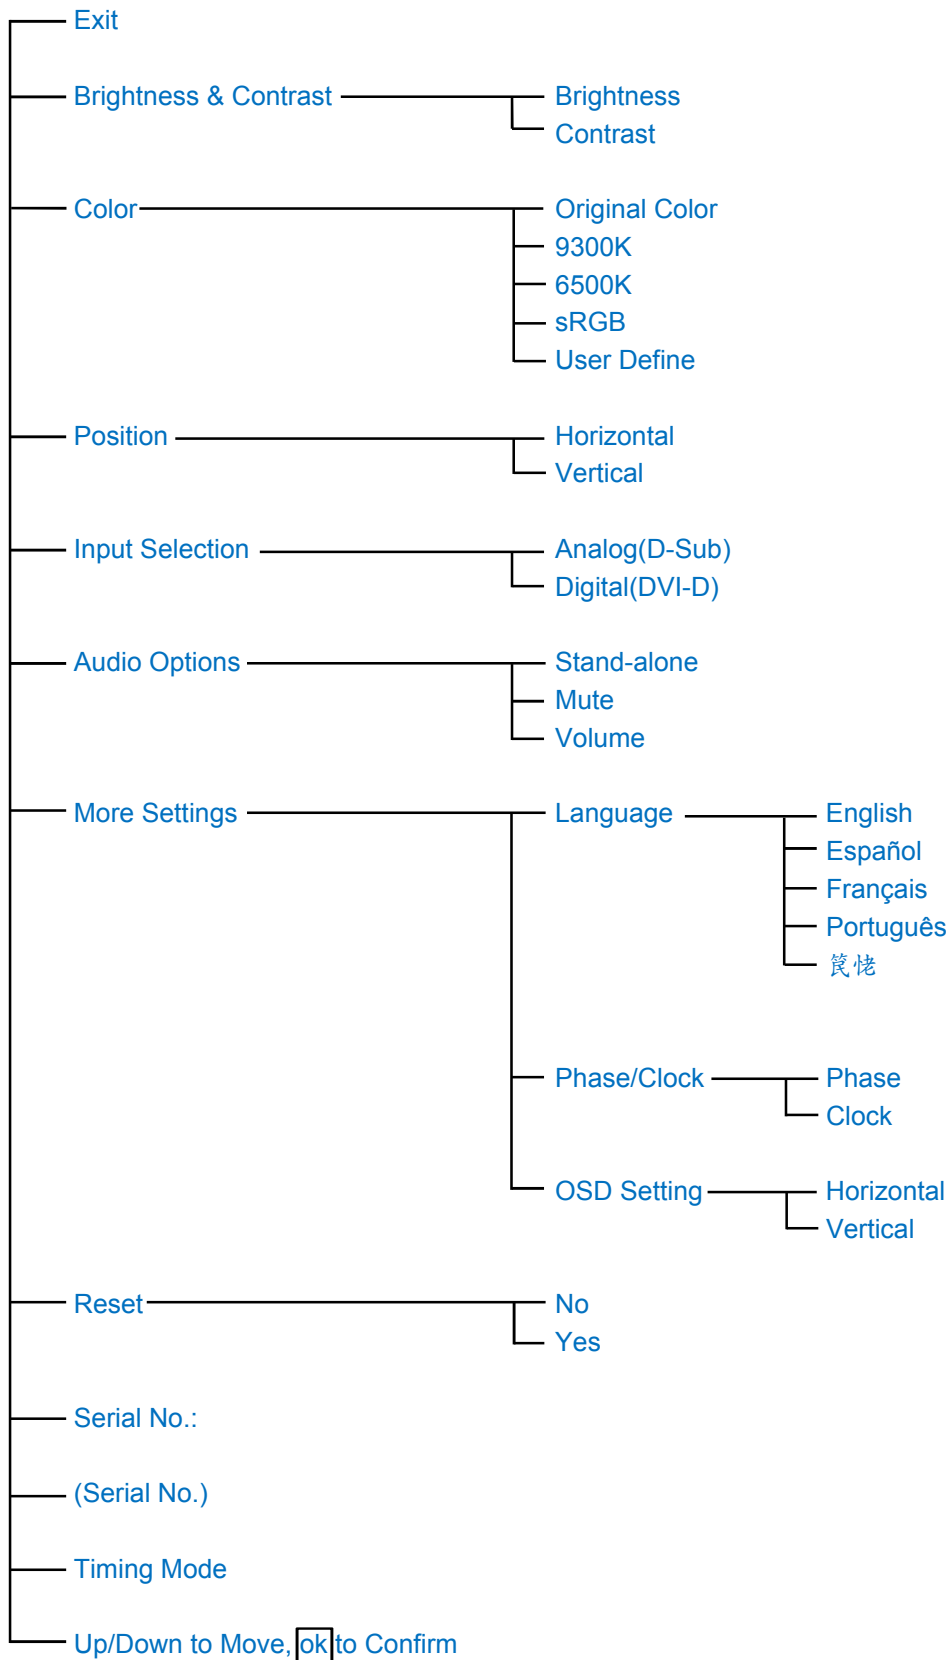 Exit
Brightness & Contrast
Brightness
Contrast
Color
Original Color
9300K
6500K
sRGB
User Define
Position
Horizontal
Vertical
Input Selection
Analog(D-Sub)
Digital(DVI-D)
Audio Options
Stand-alone
Mute
Volume
More Settings
Language
English
Español
Français
Português
Phase/Clock
Phase
Clock
OSD Setting
Horizontal
Vertical
Reset
No
Yes
Serial No.:
(Serial No.)
Timing Mode
Up/Down to Move, ok to Confirm